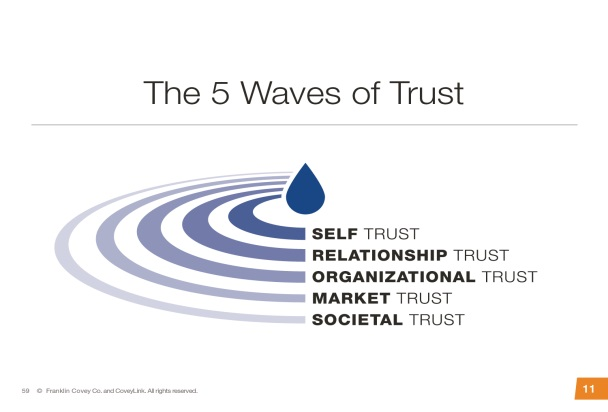 The 5 Waves of Trust
SELF TRUST
RELATIONSHIP TRUST
ORGANIZATIONAL TRUST
MARKET TRUST
SOCIETAL TRUST
59 © Franklin Covey Co. and CoveyLink. All rights reserved.
11